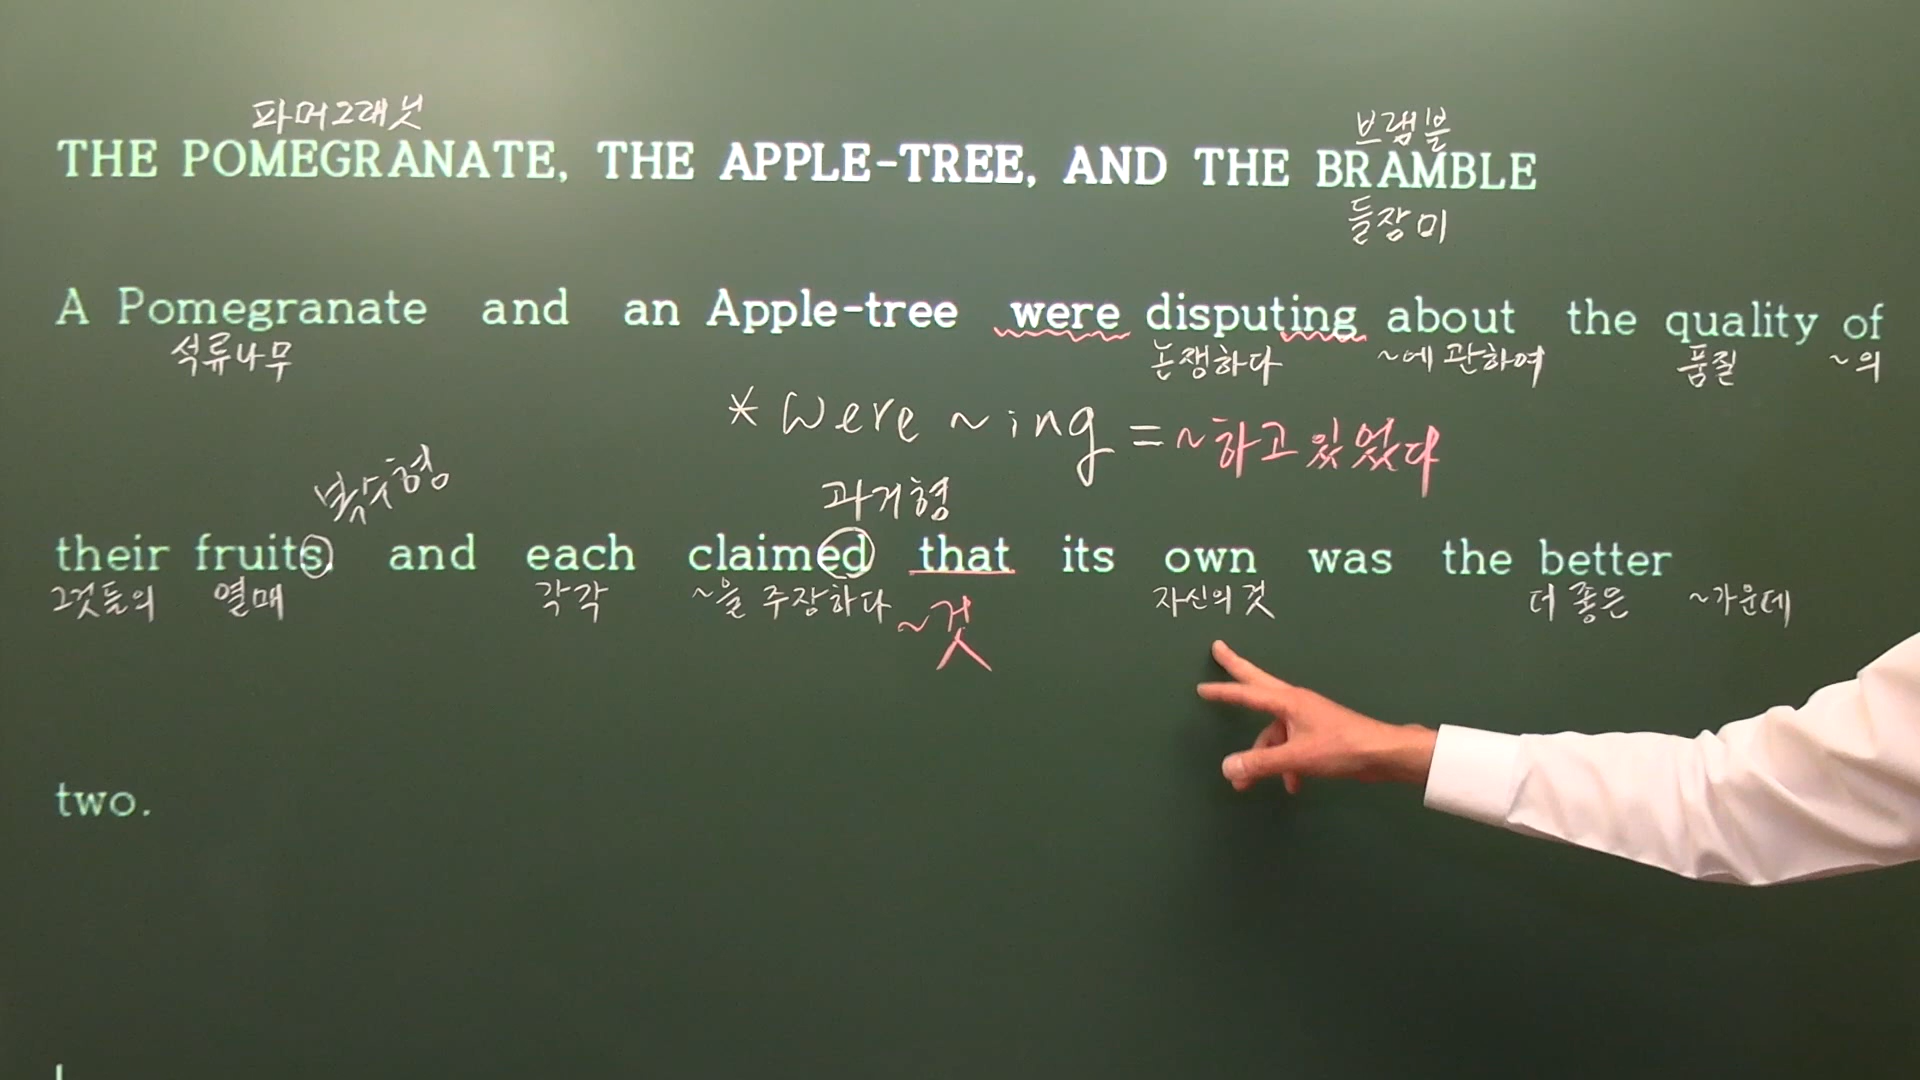 파머그래닛 브램블
THE POMEGRANATE, THE APPLE-TREE, AND THE BRAMBLE
들장미
A Pomegranate and an Apple-tree were disputing about the quality of
석류나무 논쟁하다 ~에 관하여 품질 ~의
* were ~ing = ~하고 있었다
복수형 과거형
their fruits, and each claimed that its own was the better
그것들의 열매 각각 ~을 주장하다 ~것 자신의 것 더 좋은 ~가운데
two.